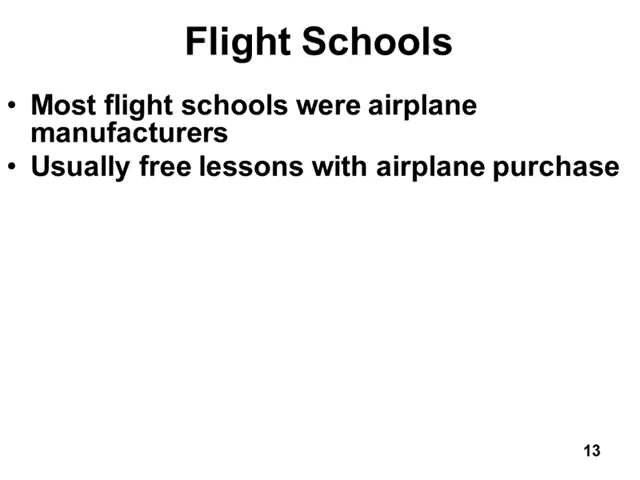 Flight Schools
• Most flight schools were airplane
manufacturers
• Usually free lessons with airplane purchase
13